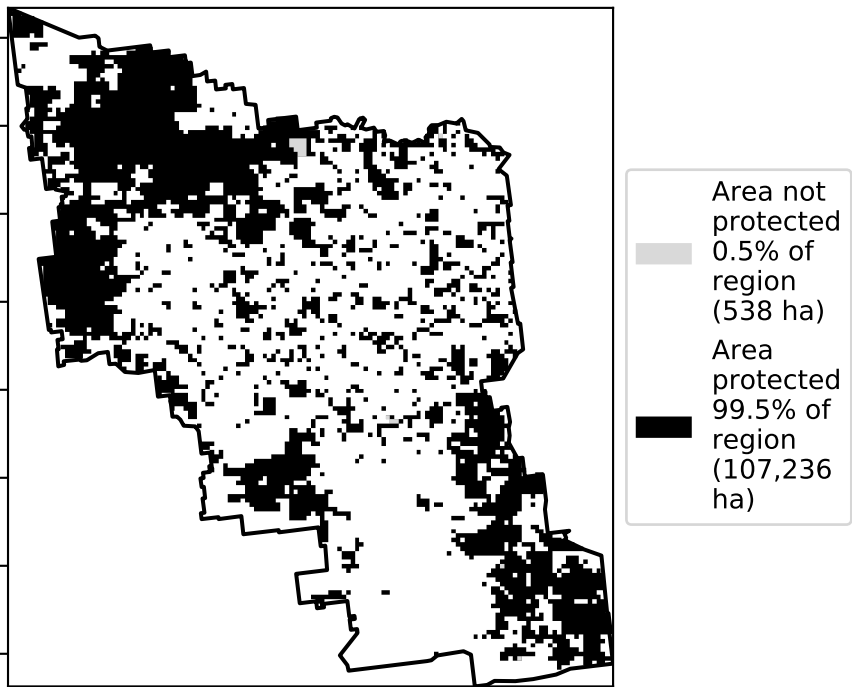 Area not
protected
0.5% of
region
(538 ha)
Area
protected
99.5% of
region
(107,236
ha)